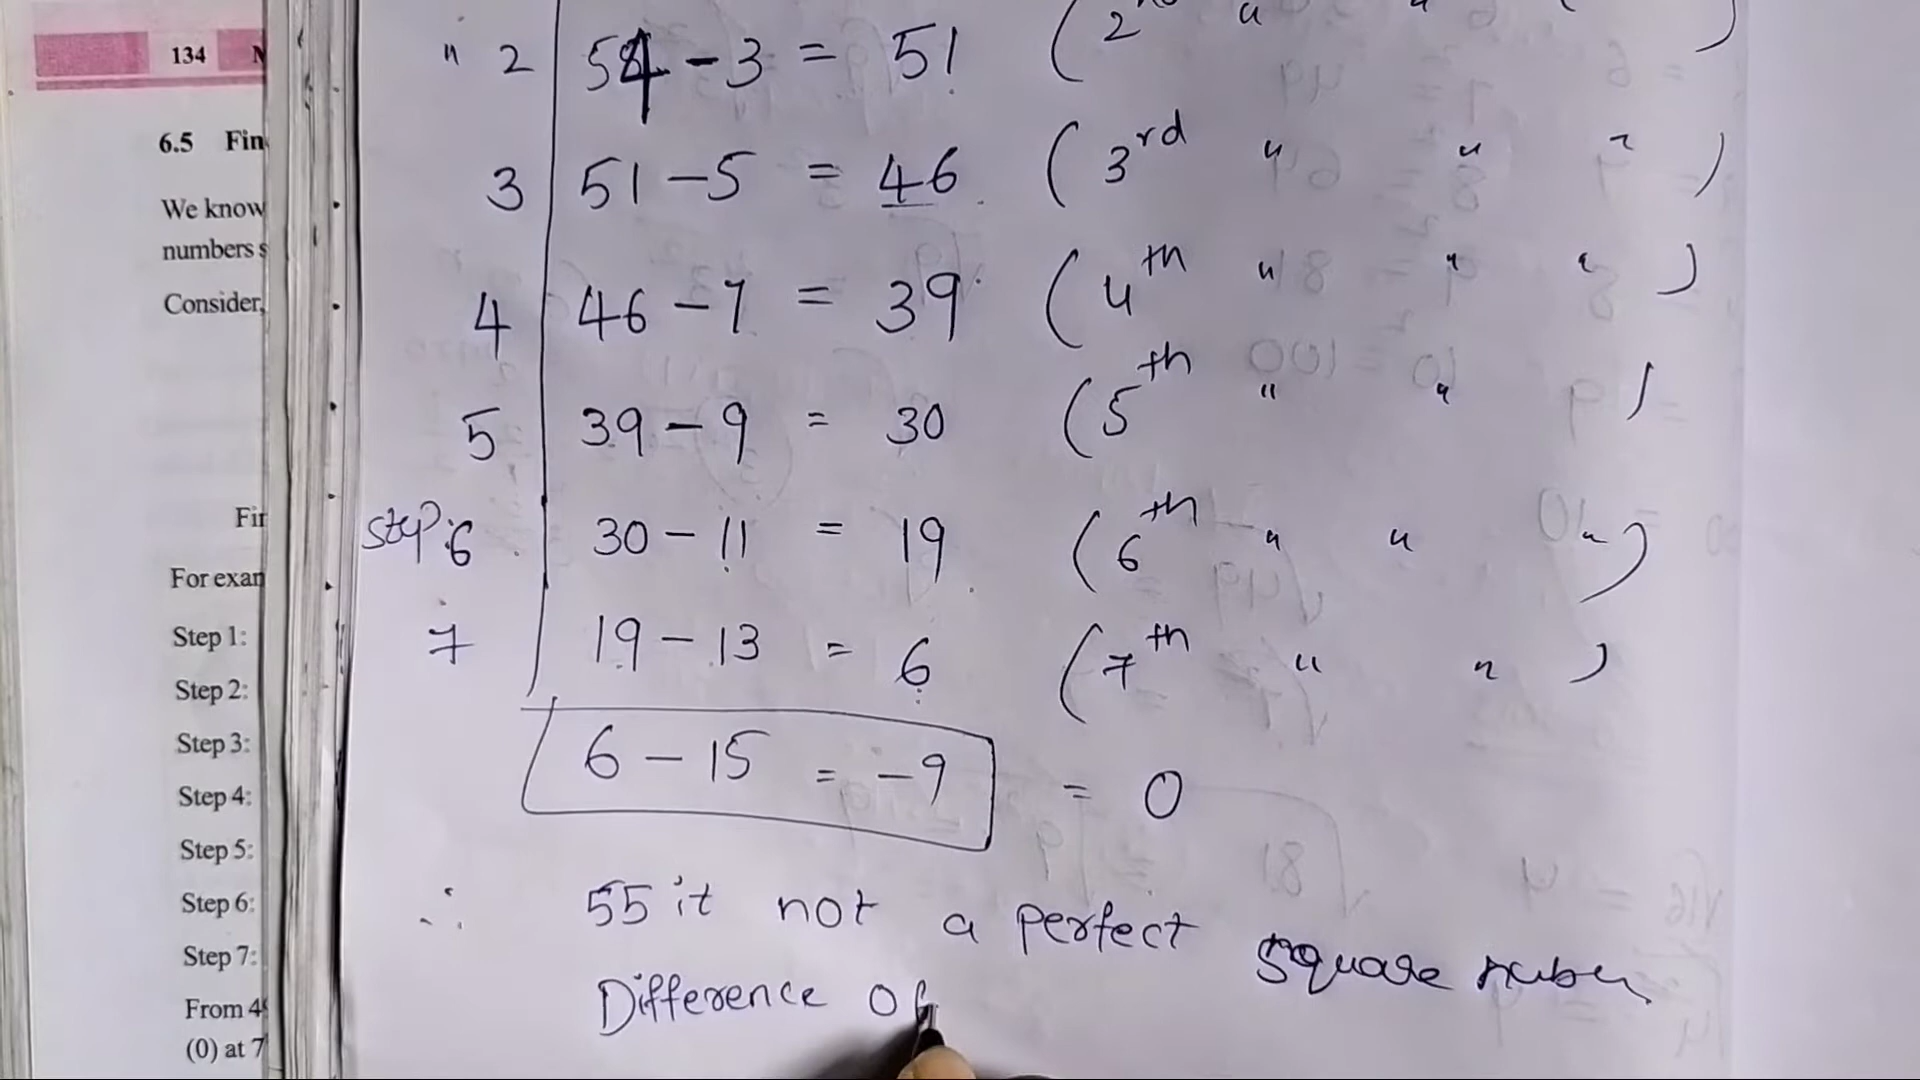 134 N
6.5 Fin
We know
numbers s
Consider,
Fir
For exan
Step 1:
Step 2:
Step 3:
Step 4:
Step 5:
Step 6:
Step 7:
From 49
(0) at 7
" 2 54 - 3 = 51 (2nd " " )
3 51 - 5 = 46 (3rd " " " )
4 46 - 7 = 39 (4th " " " )
5 39 - 9 = 30 (5th " " )
step 6 30 - 11 = 19 (6th " " " )
7 19 - 13 = 6 (7th " " )
6 - 15 = -9 = 0
∴ 55 it not a perfect square
Difference of